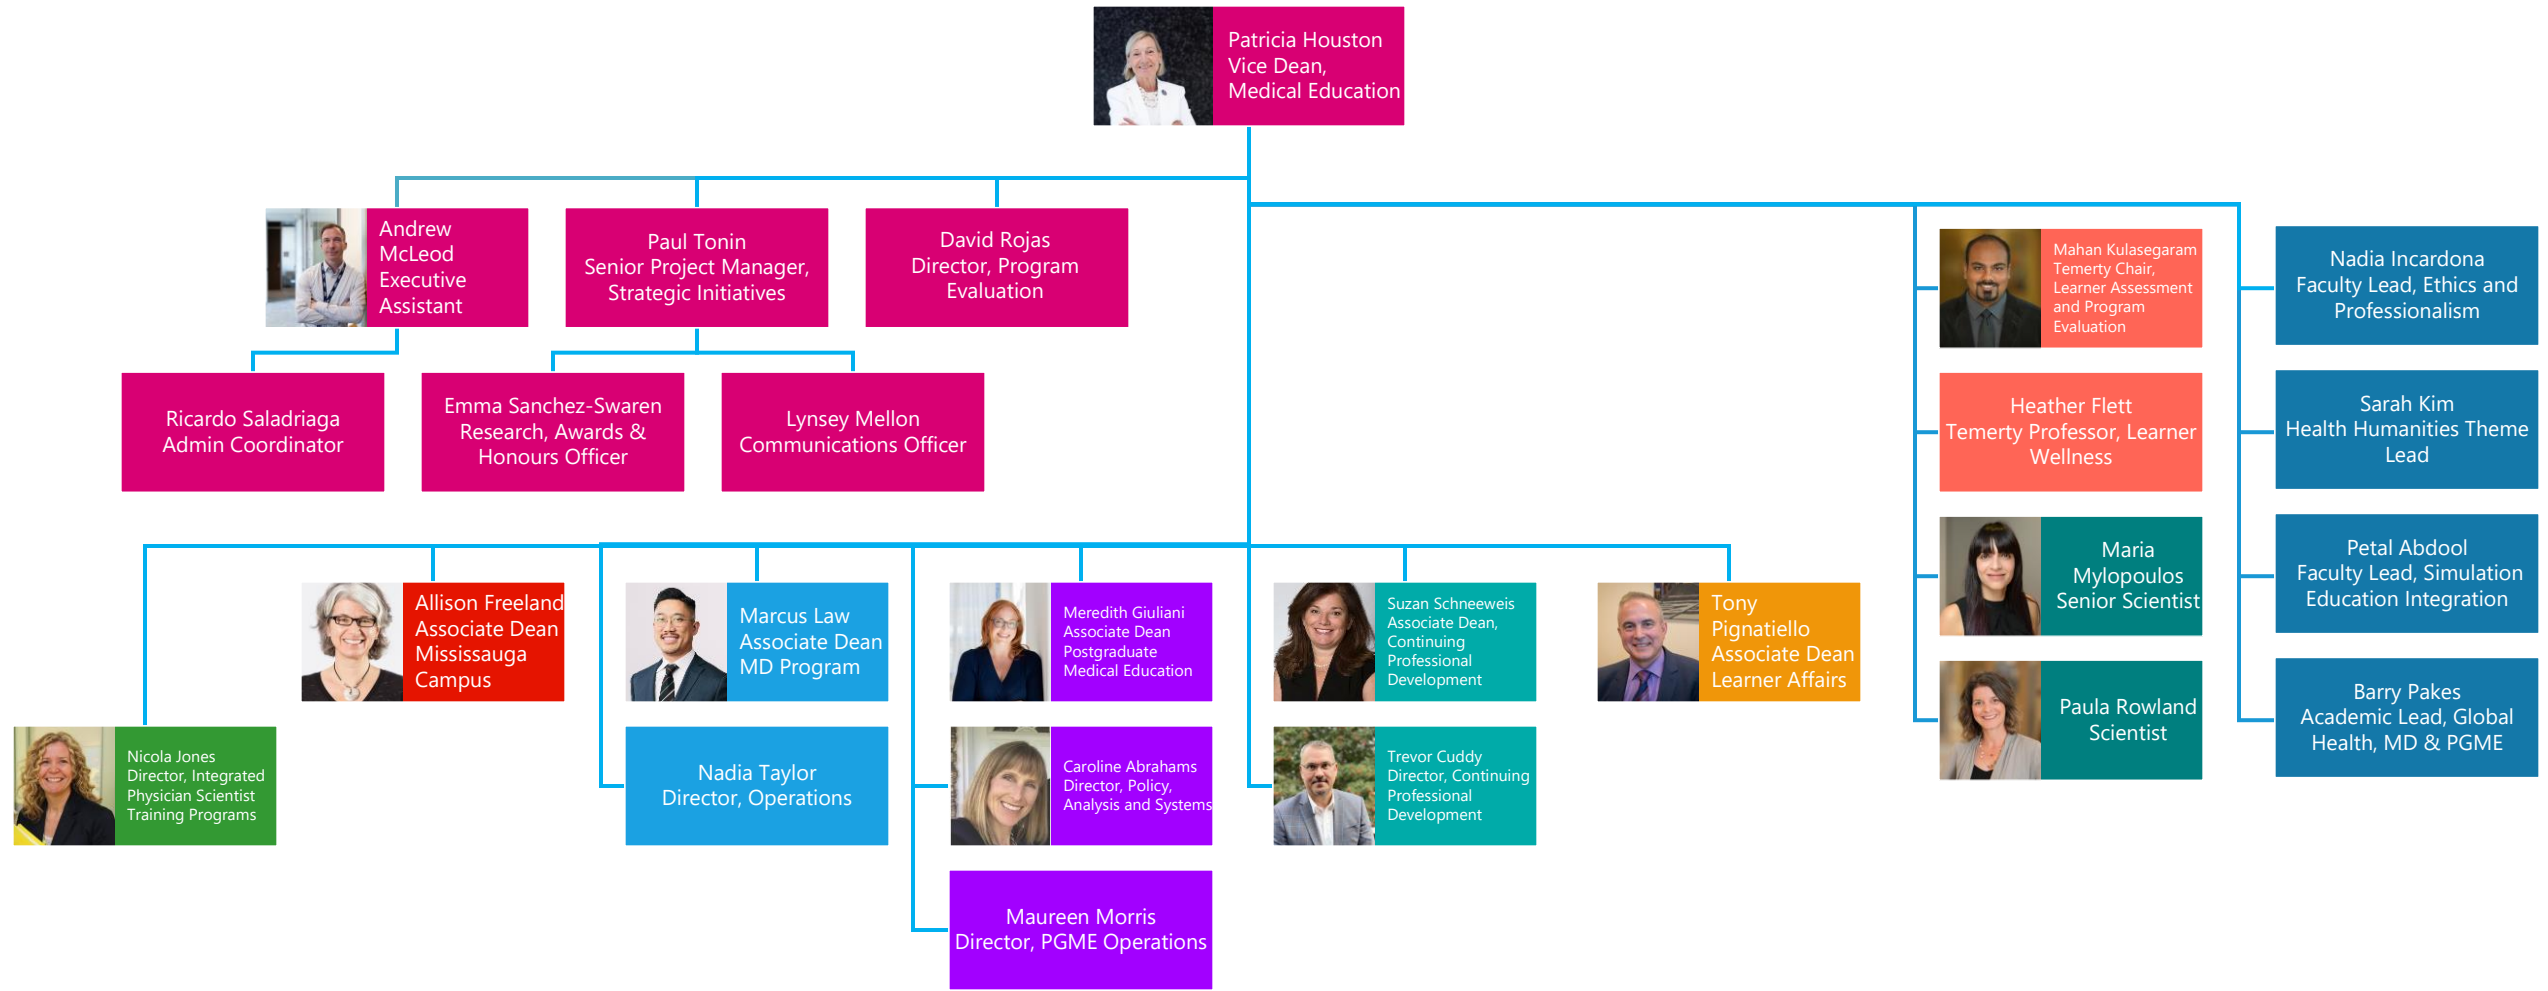 Patricia Houston
Vice Dean,
Medical Education
Andrew
McLeod
Executive
Assistant
Paul Tonin
Senior Project Manager,
Strategic Initiatives
David Rojas
Director, Program
Evaluation
Mahan Kulasegaram
Temerty Chair,
Learner Assessment
and Program
Evaluation
Nadia Incardona
Faculty Lead, Ethics and
Professionalism
Ricardo Saladriaga
Admin Coordinator
Emma Sanchez-Swaren
Research, Awards &
Honours Officer
Lynsey Mellon
Communications Officer
Heather Flett
Temerty Professor, Learner
Wellness
Sarah Kim
Health Humanities Theme
Lead
Maria
Mylopoulos
Senior Scientist
Petal Abdool
Faculty Lead, Simulation
Education Integration
Allison Freeland
Associate Dean
Mississauga
Campus
Marcus Law
Associate Dean
MD Program
Meredith Giuliani
Associate Dean
Postgraduate
Medical Education
Suzan Schneeweis
Associate Dean,
Continuing
Professional
Development
Tony
Pignatiello
Associate Dean
Learner Affairs
Paula Rowland
Scientist
Barry Pakes
Academic Lead, Global
Health, MD & PGME
Nicola Jones
Director, Integrated
Physician Scientist
Training Programs
Nadia Taylor
Director, Operations
Caroline Abrahams
Director, Policy,
Analysis and Systems
Trevor Cuddy
Director, Continuing
Professional
Development
Maureen Morris
Director, PGME Operations